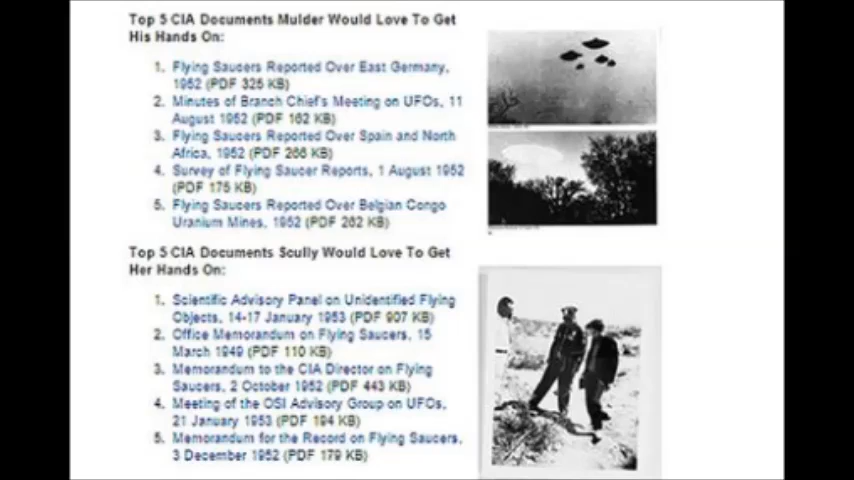 Top 5 CIA Documents Mulder Would Love To Get
His Hands On:
1. Flying Saucers Reported Over East Germany,
1952 (PDF 325 KB)
2. Minutes of Branch Chief's Meeting on UFOs, 11
August 1952 (PDF 162 KB)
3. Flying Saucers Reported Over Spain and North
Africa, 1952 (PDF 266 KB)
4. Survey of Flying Saucer Reports, 1 August 1952
(PDF 175 KB)
5. Flying Saucers Reported Over Belgian Congo
Uranium Mines, 1952 (PDF 262 KB)
Top 5 CIA Documents Scully Would Love To Get
Her Hands On:
1. Scientific Advisory Panel on Unidentified Flying
Objects, 14-17 January 1953 (PDF 907 KB)
2. Office Memorandum on Flying Saucers, 15
March 1949 (PDF 110 KB)
3. Memorandum to the CIA Director on Flying
Saucers, 2 October 1952 (PDF 443 KB)
4. Meeting of the OSI Advisory Group on UFOs,
21 January 1953 (PDF 194 KB)
5. Memorandum for the Record on Flying Saucers,
3 December 1952 (PDF 179 KB)